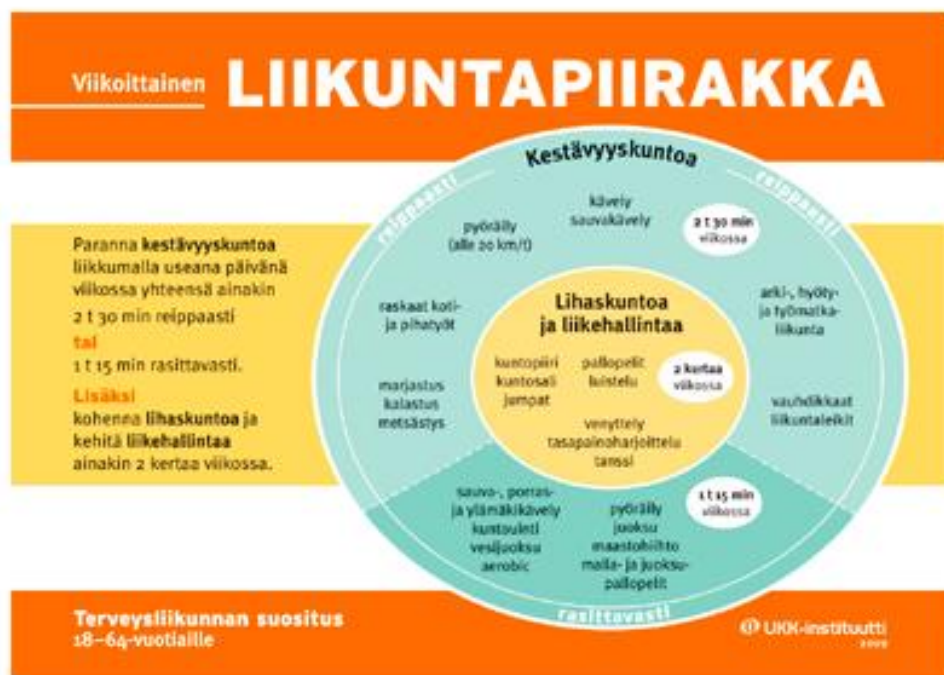 Viikoittainen LIIKUNTAPIIRAKKA
Paranna kestävyyskuntoa
liikkumalla useana päivänä
viikossa yhteensä ainakin
2 t 30 min reippaasti
tai
1 t 15 min rasittavasti.
Lisäksi
kohenna lihaskuntoa ja
kehitä liikehallintaa
ainakin 2 kertaa viikossa.
Kestävyyskuntoa
reippaasti
reippaasti
kävely
sauvakävely
2 t 30 min
viikossa
pyöräily
(alle 20 km/t)
arki-, hyöty-
ja työmatka-
liikunta
raskaat koti-
ja pihatyöt
vauhdikkaat
liikuntaleikit
marjastus
kalastus
metsästys
Lihaskuntoa
ja liikehallintaa
kuntopiiri
kuntosali
jumpat
pallopelit
luistelu
2 kertaa
viikossa
venyttely
tasapainoharjoittelu
tanssi
sauva-, porras-
ja ylämäkikävely
kuntouinti
vesijuoksu
aerobic
pyöräily
juoksu
maastohiihto
maila- ja juoksu-
pallopelit
1 t 15 min
viikossa
rasittavasti
Terveysliikunnan suositus
18–64-vuotiaille
UKK-instituutti